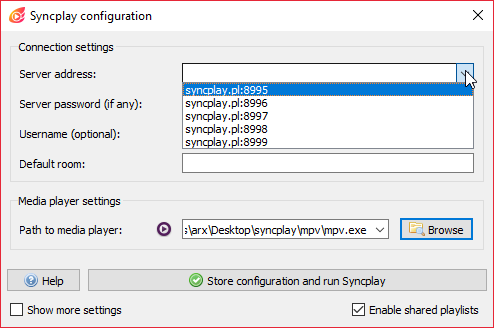 Syncplay configuration
Connection settings
Server address:
syncplay.pl:8995
syncplay.pl:8996
syncplay.pl:8997
syncplay.pl:8998
syncplay.pl:8999
Server password (if any):
Username (optional):
Default room:
Media player settings
Path to media player:
:\arx\Desktop\syncplay\mpv\mpv.exe
Browse
Help
Store configuration and run Syncplay
Show more settings
Enable shared playlists